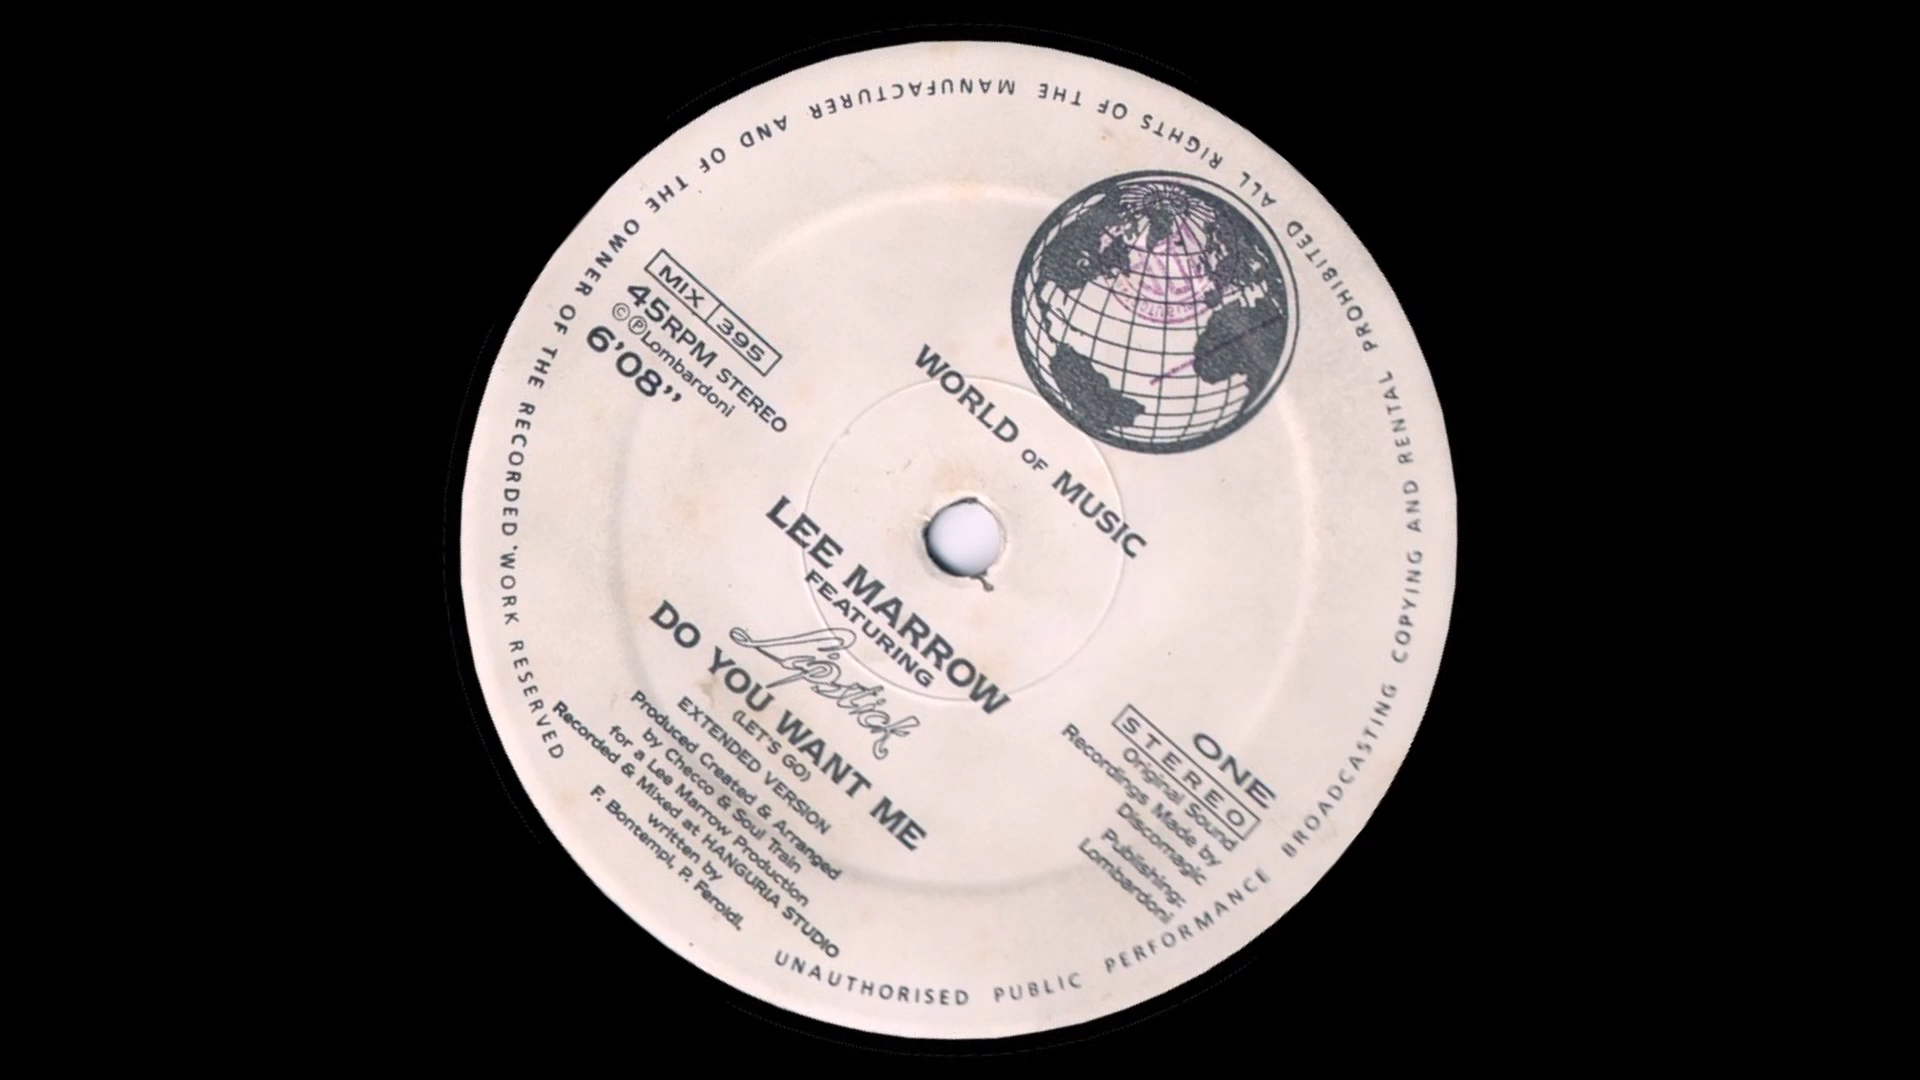 WORLD OF MUSIC
MIX 395
45RPM STEREO
©℗Lombardoni
6'08"
LEE MARROW
FEATURING
Lipstick
DO YOU WANT ME
(LET'S GO)
EXTENDED VERSION
Produced Created & Arranged
by Checco & Soul Train
for a Lee Marrow Production
Recorded & Mixed at HANGURIA STUDIO
written by
F. Bontempi, P. Feroldi,
ONE
STEREO
Original Sound
Recordings Made by
Discomagic
Publishing:
Lombardoni
ALL RIGHTS OF THE MANUFACTURER AND OF THE OWNER OF THE RECORDED WORK RESERVED UNAUTHORISED PUBLIC PERFORMANCE BROADCASTING COPYING AND RENTAL PROHIBITED